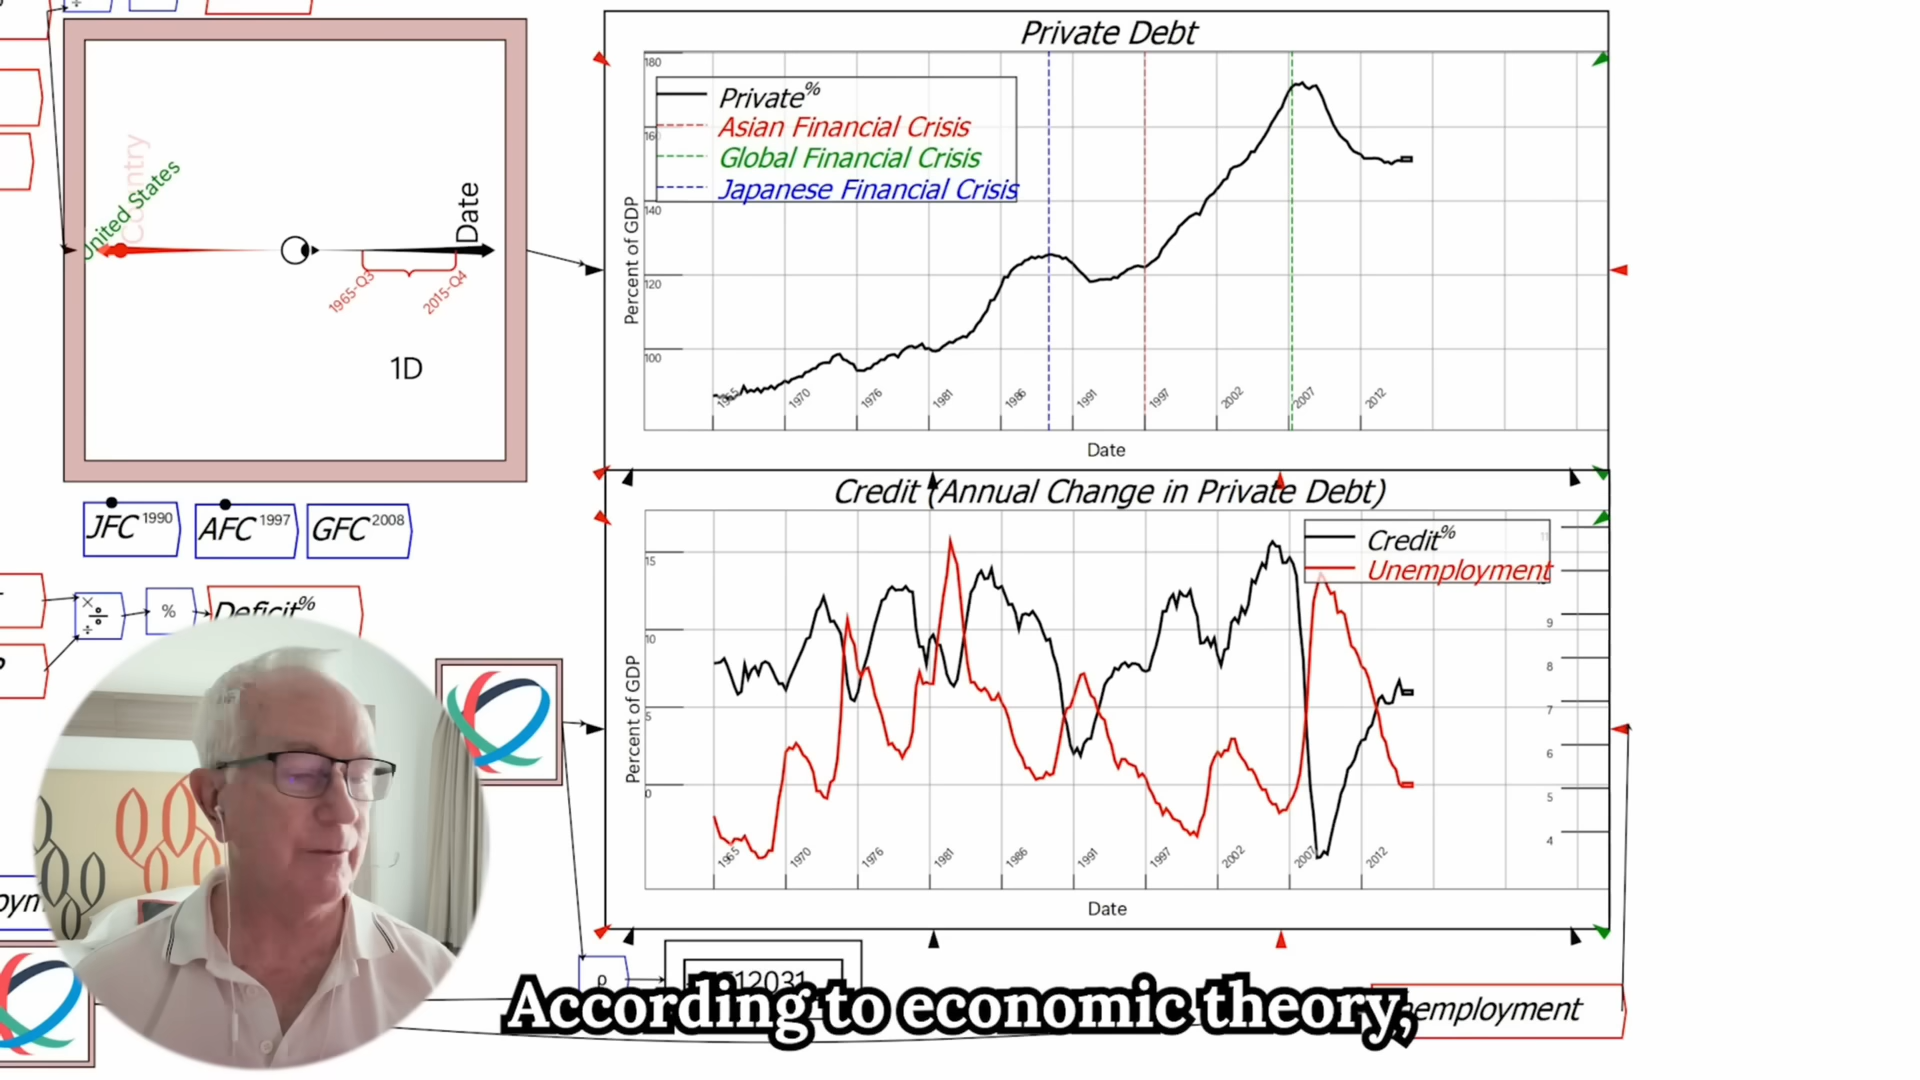 Private Debt
180
Private%
Asian Financial Crisis
160
Global Financial Crisis
Japanese Financial Crisis
140
120
100
Percent of GDP
1965
1970
1976
1981
1986
1991
1997
2002
2007
2012
Date
Country
United States
Date
1965-Q3
2015-Q4
1D
JFC 1990
AFC 1997
GFC 2008
×
÷
÷
%
Deficit%
Credit (Annual Change in Private Debt)
Credit%
Unemployment
15
10
5
0
Percent of GDP
11
9
8
7
6
5
4
1965
1970
1976
1981
1986
1991
1997
2002
2007
2012
Date
ρ
12031
According to economic theory,
employment